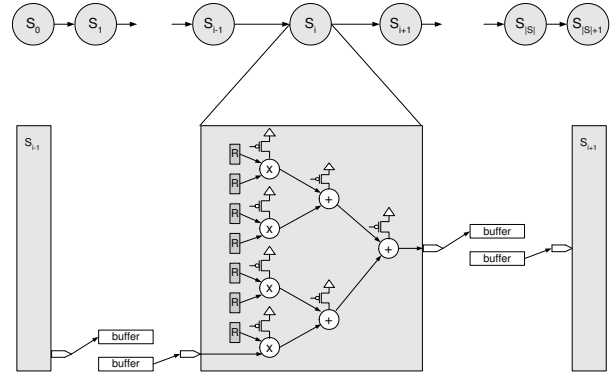 S0 S1 Si-1 Si Si+1 S|S| S|S|+1
Si-1
Si+1
R
x
R
+
R
x
R
+
buffer
R
x
buffer
R
+
R
buffer
x
buffer